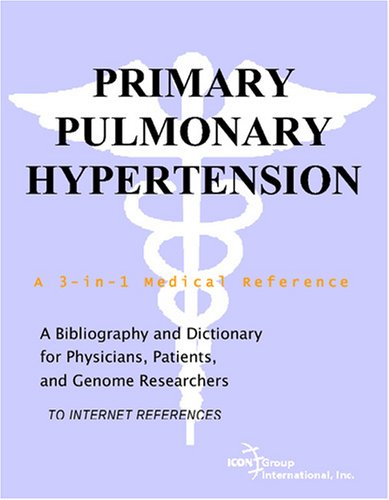 PRIMARY
PULMONARY
HYPERTENSION
A 3-in-1 Medical Reference
A Bibliography and Dictionary
for Physicians, Patients,
and Genome Researchers
TO INTERNET REFERENCES
ICON Group
International, Inc.